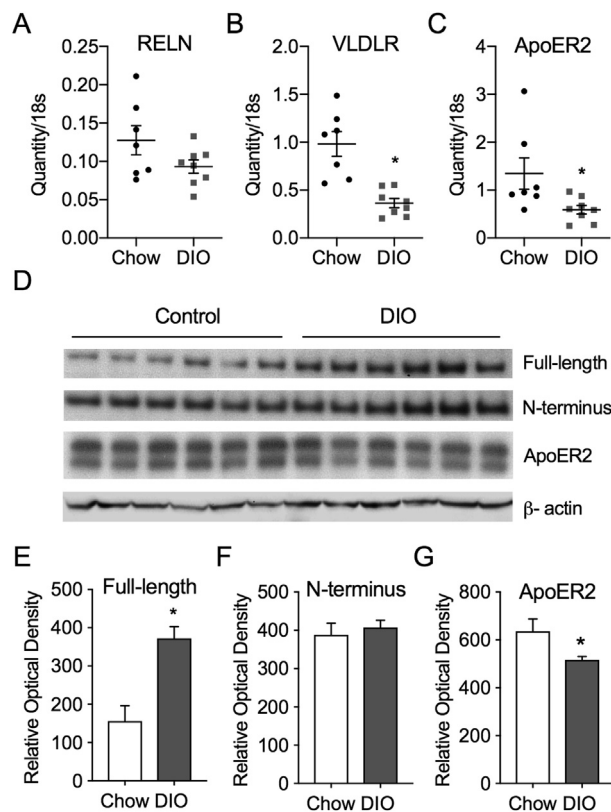 A
RELN
Quantity/18s
0.25
0.20
0.15
0.10
0.05
0.00
Chow DIO
B
VLDLR
Quantity/18s
2.0
1.5
1.0
0.5
0.0
*
Chow DIO
C
ApoER2
Quantity/18s
4
3
2
1
0
*
Chow DIO
D
Control DIO
Full-length
N-terminus
ApoER2
β- actin
E
Full-length
Relative Optical Density
500
400
300
200
100
0
*
Chow DIO
F
N-terminus
Relative Optical Density
500
400
300
200
100
0
Chow DIO
G
ApoER2
Relative Optical Density
800
600
400
200
0
*
Chow DIO